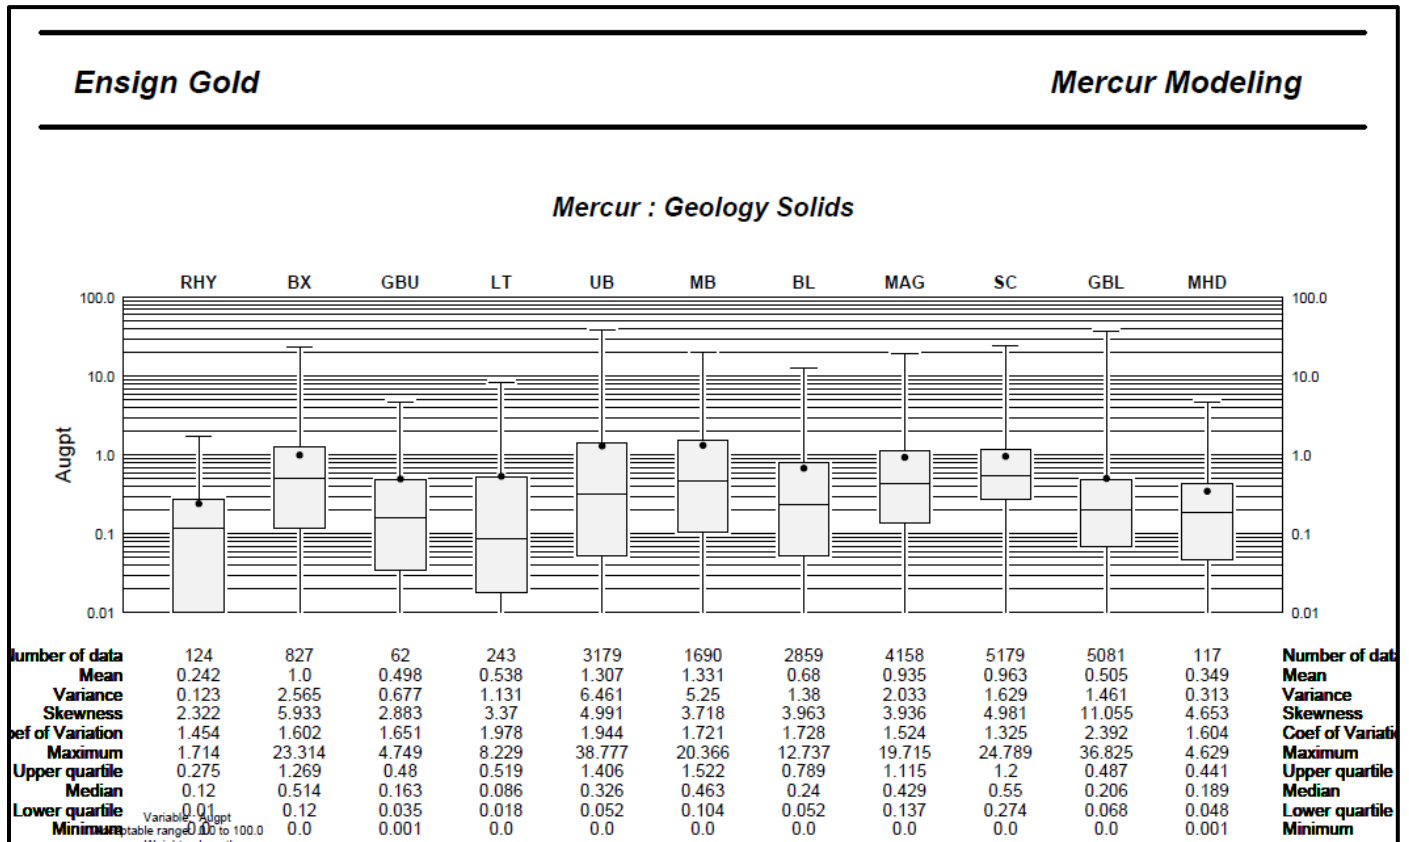 Ensign Gold Mercur Modeling
Mercur : Geology Solids
RHY BX GBU LT UB MB BL MAG SC GBL MHD
100.0 100.0
10.0 10.0
Augpt
1.0 1.0
0.1 0.1
0.01 0.01
Number of data 124 827 62 243 3179 1690 2859 4158 5179 5081 117 Number of data
Mean 0.242 1.0 0.498 0.538 1.307 1.331 0.68 0.935 0.963 0.505 0.349 Mean
Variance 0.123 2.565 0.677 1.131 6.461 5.25 1.38 2.033 1.629 1.461 0.313 Variance
Skewness 2.322 5.933 2.883 3.37 4.991 3.718 3.963 3.936 4.981 11.055 4.653 Skewness
oef of Variation 1.454 1.602 1.651 1.978 1.944 1.721 1.728 1.524 1.325 2.392 1.604 Coef of Variatio
Maximum 1.714 23.314 4.749 8.229 38.777 20.366 12.737 19.715 24.789 36.825 4.629 Maximum
Upper quartile 0.275 1.269 0.48 0.519 1.406 1.522 0.789 1.115 1.2 0.487 0.441 Upper quartile
Median 0.12 0.514 0.163 0.086 0.326 0.463 0.24 0.429 0.55 0.206 0.189 Median
Lower quartile 0.01 0.12 0.035 0.018 0.052 0.104 0.052 0.137 0.274 0.068 0.048 Lower quartile
Variable: Augpt
Minimum 0.0 0.0 0.001 0.0 0.0 0.0 0.0 0.0 0.0 0.0 0.001 Minimum
range: 0.0 to 100.0